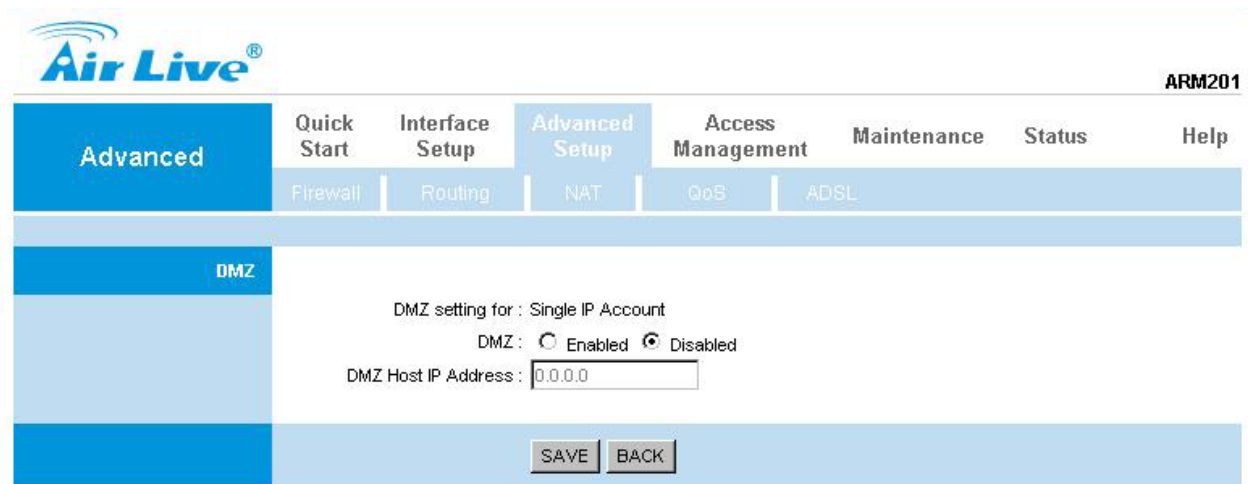 Air Live®
ARM201
Advanced
Quick Start
Interface Setup
Advanced Setup
Access Management
Maintenance
Status
Help
Firewall
Routing
NAT
QoS
ADSL
DMZ
DMZ setting for : Single IP Account
DMZ : Enabled Disabled
DMZ Host IP Address : 0.0.0.0
SAVE BACK